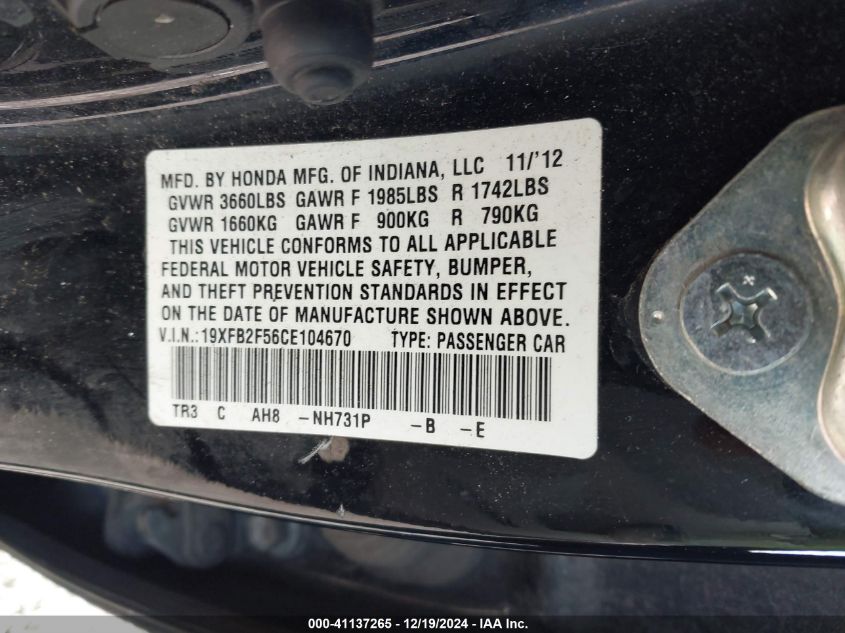 MFD. BY HONDA MFG. OF INDIANA, LLC 11/'12
GVWR 3660LBS GAWR F 1985LBS R 1742LBS
GVWR 1660KG GAWR F 900KG R 790KG
THIS VEHICLE CONFORMS TO ALL APPLICABLE
FEDERAL MOTOR VEHICLE SAFETY, BUMPER,
AND THEFT PREVENTION STANDARDS IN EFFECT
ON THE DATE OF MANUFACTURE SHOWN ABOVE.
V.I.N.:19XFB2F56CE104670 TYPE: PASSENGER CAR
TR3 C AH8 -NH731P -B -E
000-41137265 - 12/19/2024 - IAA Inc.